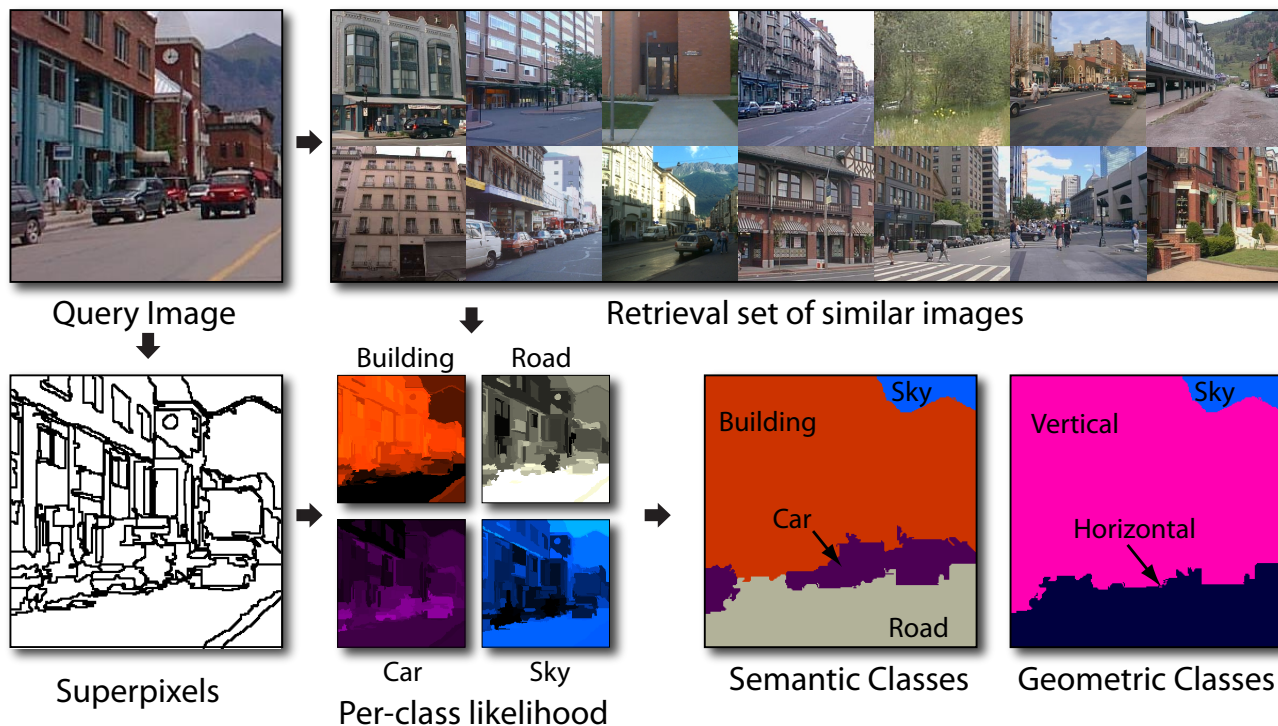 Query Image
Retrieval set of similar images
Building
Road
Car
Sky
Superpixels
Per-class likelihood
Sky
Building
Car
Road
Semantic Classes
Sky
Vertical
Horizontal
Geometric Classes